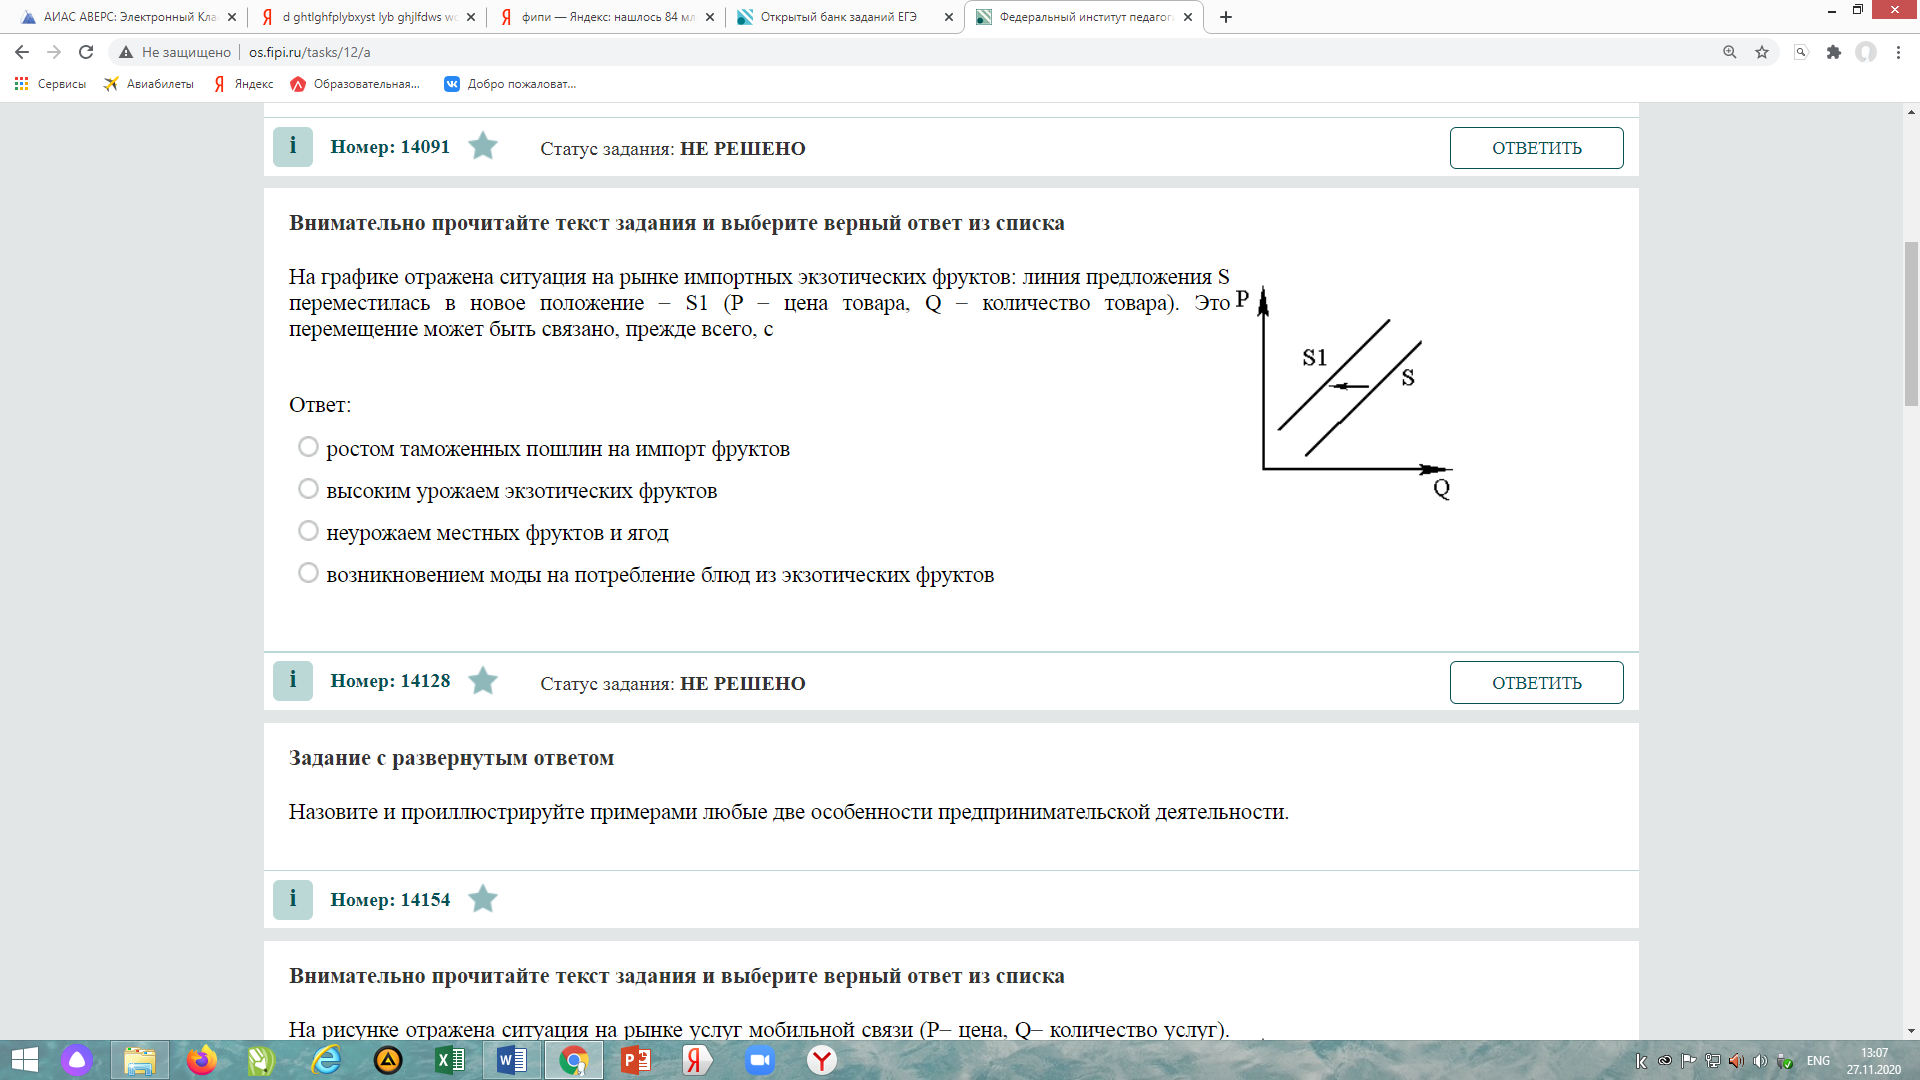 АИАС АВЕРС: Электронный Кла
d ghtlghfplybxyst lyb ghjlfdws
фипи — Яндекс: нашлось 84 мл
Открытый банк заданий ЕГЭ
Федеральный институт педагог
Не защищено | os.fipi.ru/tasks/12/a
Сервисы
Авиабилеты
Яндекс
Образовательная...
Добро пожаловат...
i Номер: 14091 Статус задания: НЕ РЕШЕНО ОТВЕТИТЬ
Внимательно прочитайте текст задания и выберите верный ответ из списка
На графике отражена ситуация на рынке импортных экзотических фруктов: линия предложения S
переместилась в новое положение – S1 (P – цена товара, Q – количество товара). Это
перемещение может быть связано, прежде всего, с
P
S1
S
Q
Ответ:
ростом таможенных пошлин на импорт фруктов
высоким урожаем экзотических фруктов
неурожаем местных фруктов и ягод
возникновением моды на потребление блюд из экзотических фруктов
i Номер: 14128 Статус задания: НЕ РЕШЕНО ОТВЕТИТЬ
Задание с развернутым ответом
Назовите и проиллюстрируйте примерами любые две особенности предпринимательской деятельности.
i Номер: 14154
Внимательно прочитайте текст задания и выберите верный ответ из списка
На рисунке отражена ситуация на рынке услуг мобильной связи (P– цена, Q– количество услуг).
ENG
13:07
27.11.2020